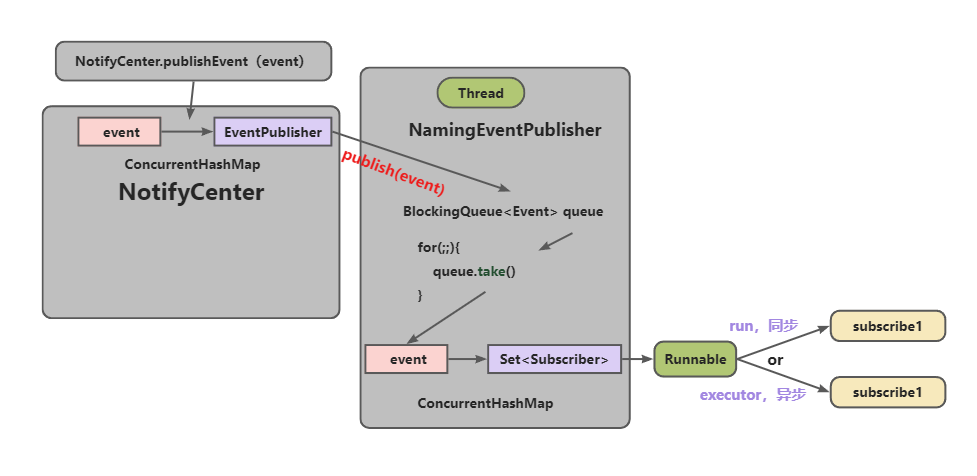 NotifyCenter.publishEvent（event）
event
EventPublisher
ConcurrentHashMap
NotifyCenter
publish(event)
Thread
NamingEventPublisher
BlockingQueue<Event> queue
for(;;){
queue.take()
}
event
Set<Subscriber>
ConcurrentHashMap
Runnable
run，同步
or
executor，异步
subscribe1
subscribe1